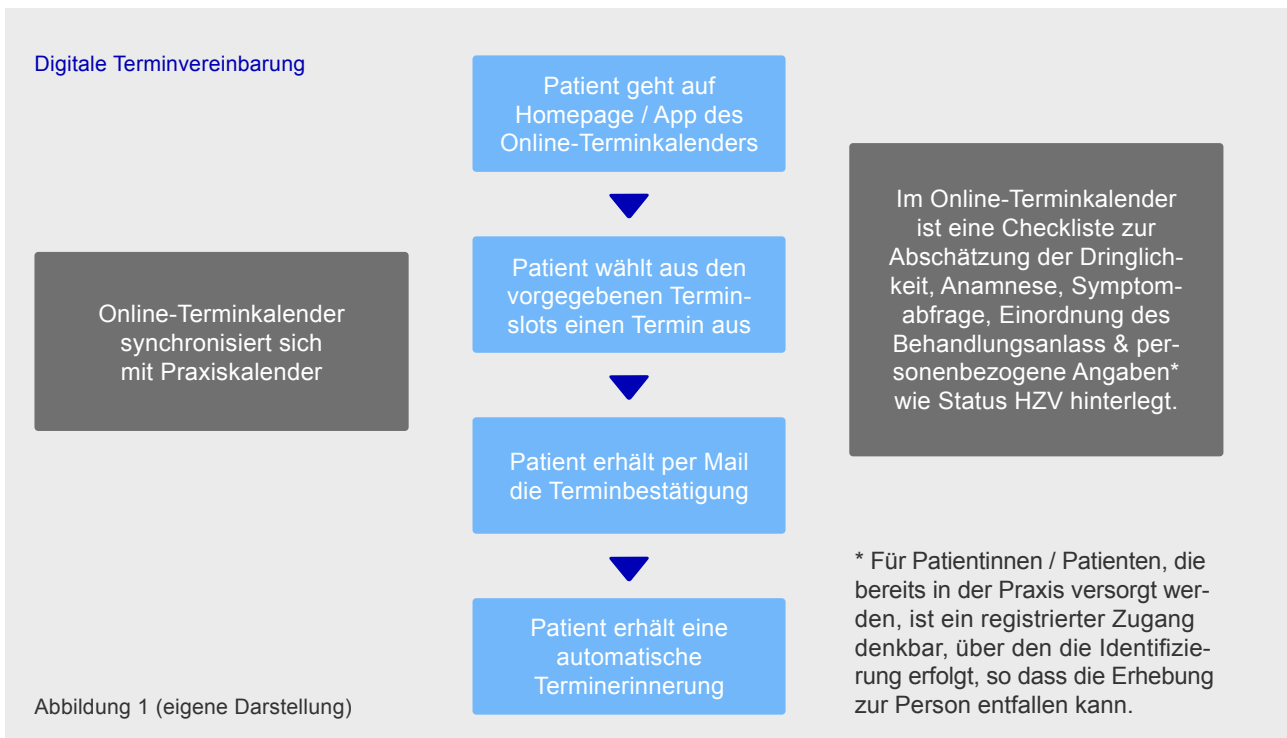 Digitale Terminvereinbarung
Patient geht auf
Homepage / App des
Online-Terminkalenders
Patient wählt aus den
vorgegebenen Termin-
slots einen Termin aus
Patient erhält per Mail
die Terminbestätigung
Patient erhält eine
automatische
Terminerinnerung
Online-Terminkalender
synchronisiert sich
mit Praxiskalender
Im Online-Terminkalender
ist eine Checkliste zur
Abschätzung der Dringlich-
keit, Anamnese, Symptom-
abfrage, Einordnung des
Behandlungsanlass & per-
sonenbezogene Angaben*
wie Status HZV hinterlegt.
* Für Patientinnen / Patienten, die
bereits in der Praxis versorgt wer-
den, ist ein registrierter Zugang
denkbar, über den die Identifizie-
rung erfolgt, so dass die Erhebung
zur Person entfallen kann.
Abbildung 1 (eigene Darstellung)